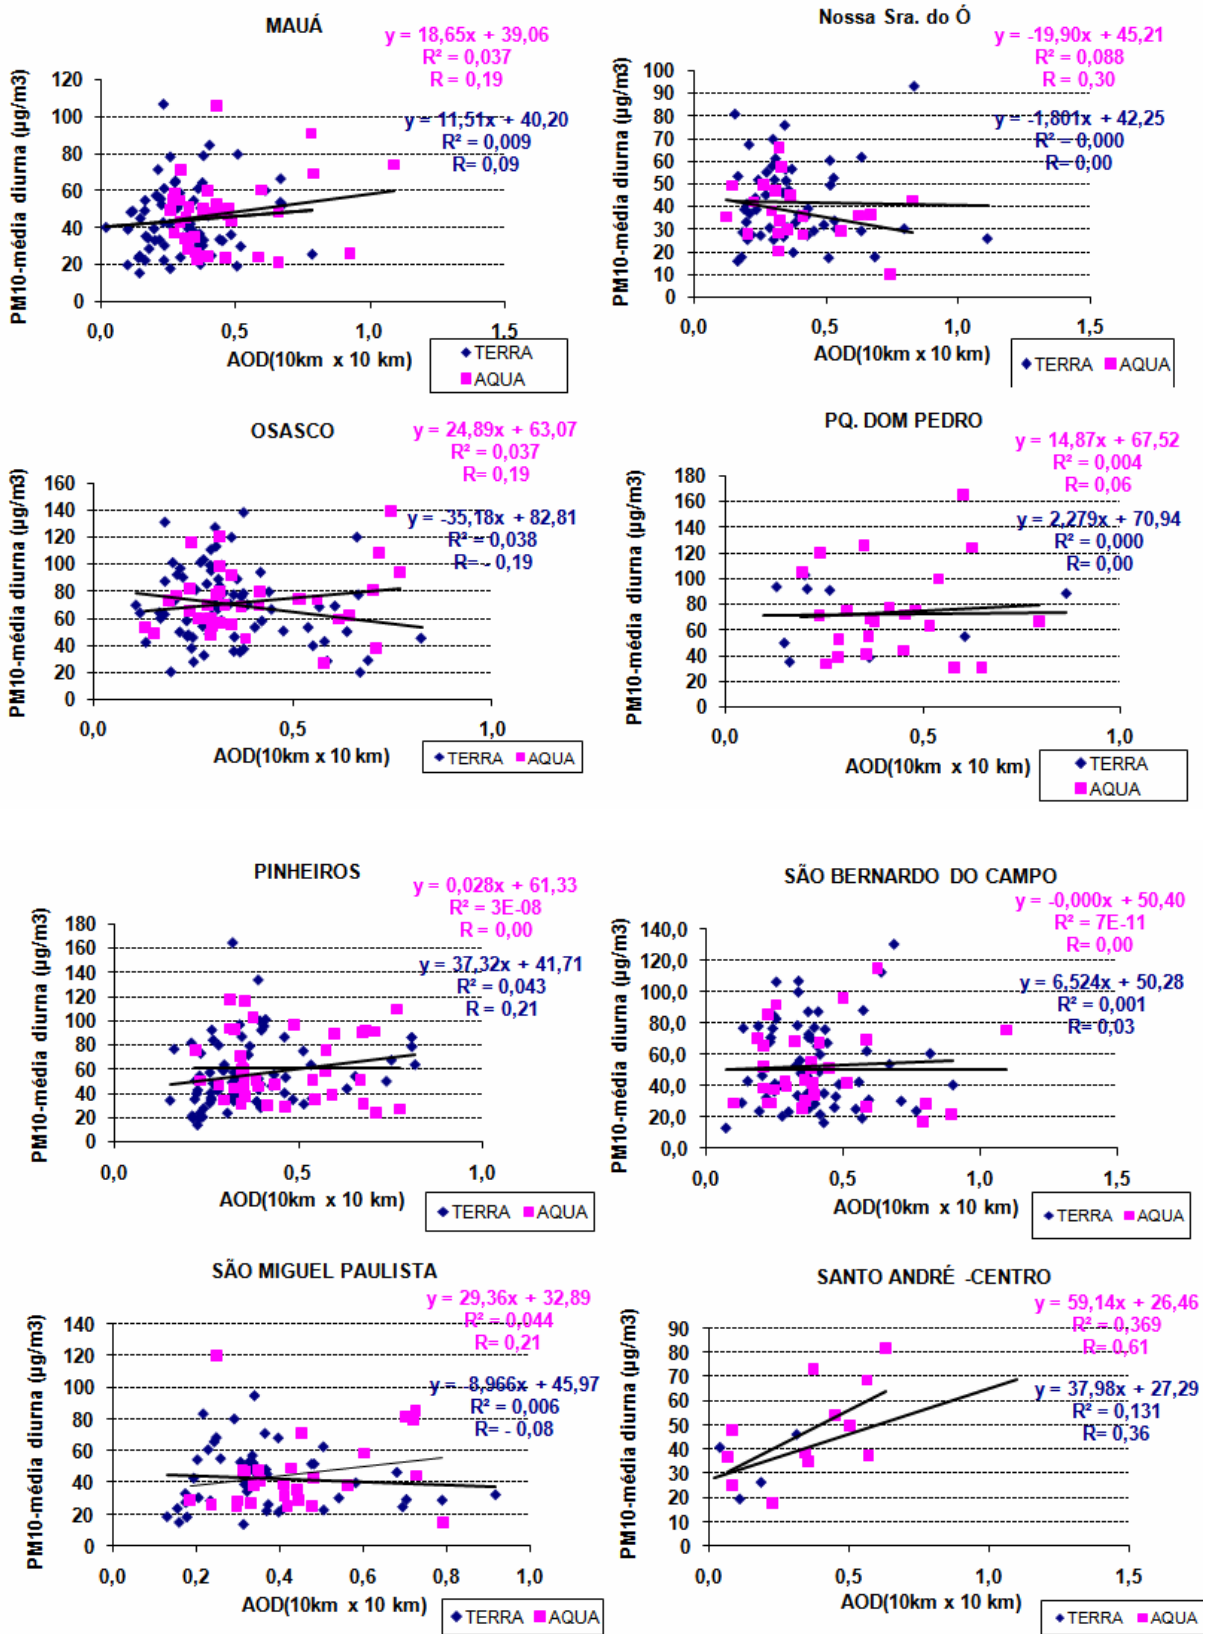 MAUÁ
y = 18,65x + 39,06
R² = 0,037
R = 0,19
y = 11,51x + 40,20
R² = 0,009
R= 0,09
PM10-média diurna (µg/m3)
120
100
80
60
40
20
0
0,0 0,5 1,0 1,5
AOD(10km x 10 km)
TERRA
AQUA
Nossa Sra. do Ó
y = -19,90x + 45,21
R² = 0,088
R = 0,30
y = -1,801x + 42,25
R² = 0,000
R= 0,00
PM10-média diurna (µg/m3)
100
90
80
70
60
50
40
30
20
10
0
0,0 0,5 1,0 1,5
AOD(10km x 10 km)
TERRA AQUA
OSASCO
y = 24,89x + 63,07
R² = 0,037
R= 0,19
y = -35,18x + 82,81
R² = 0,038
R= - 0,19
PM10-média diurna (µg/m3)
160
140
120
100
80
60
40
20
0
0,0 0,5 1,0
AOD(10km x 10 km)
TERRA AQUA
PQ. DOM PEDRO
y = 14,87x + 67,52
R² = 0,004
R= 0,06
y = 2,279x + 70,94
R² = 0,000
R= 0,00
PM10-média diurna (µg/m3)
180
160
140
120
100
80
60
40
20
0
0,0 0,5 1,0
AOD(10km x 10 km)
TERRA
AQUA
PINHEIROS
y = 0,028x + 61,33
R² = 3E-08
R = 0,00
y = 37,32x + 41,71
R² = 0,043
R= 0,21
PM10-média diurna (µg/m3)
180
160
140
120
100
80
60
40
20
0
0,0 0,5 1,0
AOD(10km x 10 km)
TERRA AQUA
SÃO BERNARDO DO CAMPO
y = -0,000x + 50,40
R² = 7E-11
R= 0,00
y = 6,524x + 50,28
R² = 0,001
R= 0,03
PM10-média diurna (µg/m3)
140,0
120,0
100,0
80,0
60,0
40,0
20,0
0,0
0,0 0,5 1,0 1,5
AOD(10km x 10 km)
TERRA AQUA
SÃO MIGUEL PAULISTA
y = 29,36x + 32,89
R² = 0,044
R= 0,21
y = 8,966x + 45,97
R² = 0,006
R= - 0,08
PM10-média diurna (µg/m3)
140
120
100
80
60
40
20
0
0,0 0,2 0,4 0,6 0,8 1,0
AOD(10km x 10 km)
TERRA AQUA
SANTO ANDRÉ -CENTRO
y = 59,14x + 26,46
R² = 0,369
R= 0,61
y = 37,98x + 27,29
R² = 0,131
R= 0,36
PM10-média diurna (µg/m3)
90
80
70
60
50
40
30
20
10
0
0,0 0,5 1,0 1,5
AOD(10km x 10 km)
TERRA AQUA